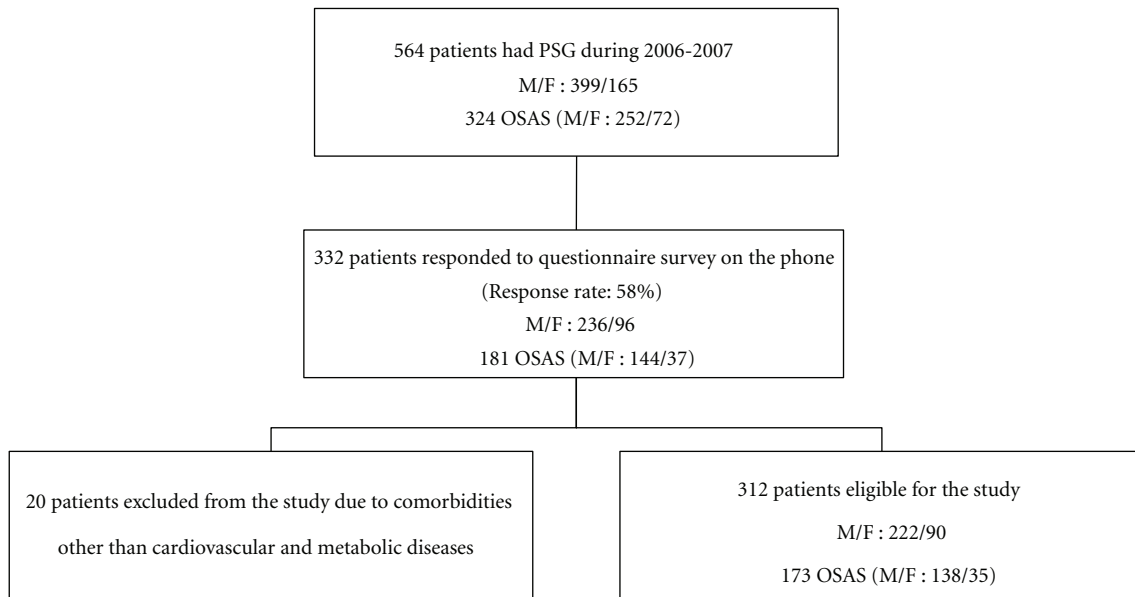 564 patients had PSG during 2006-2007
M/F : 399/165
324 OSAS (M/F : 252/72)
332 patients responded to questionnaire survey on the phone
(Response rate: 58%)
M/F : 236/96
181 OSAS (M/F : 144/37)
20 patients excluded from the study due to comorbidities
other than cardiovascular and metabolic diseases
312 patients eligible for the study
M/F : 222/90
173 OSAS (M/F : 138/35)